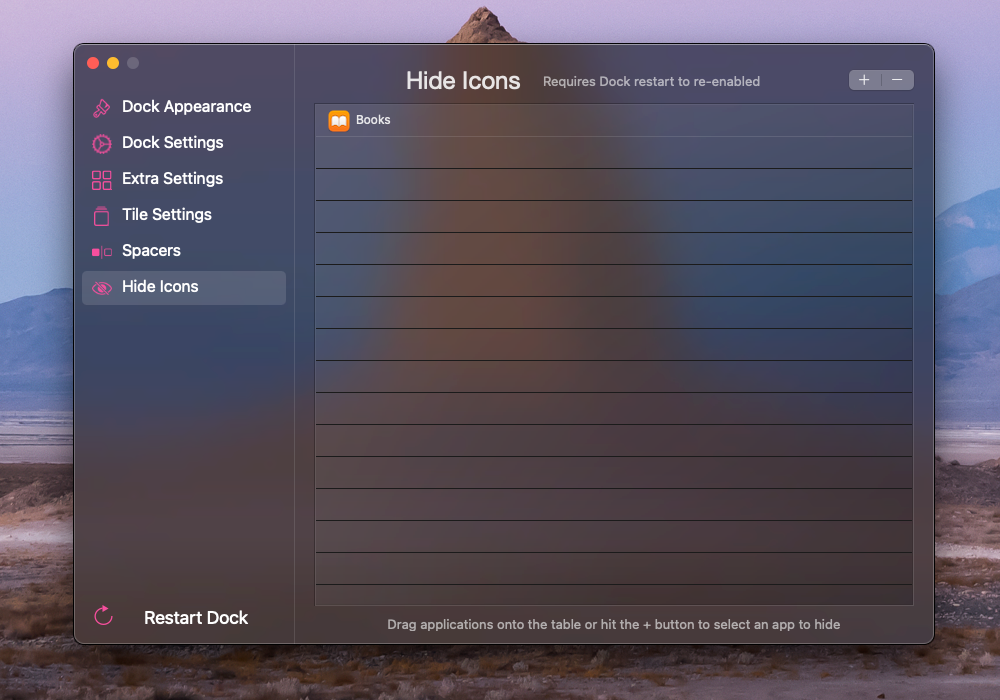 Hide Icons
Requires Dock restart to re-enabled
+ −
Dock Appearance
Dock Settings
Extra Settings
Tile Settings
Spacers
Hide Icons
Restart Dock
Books
Drag applications onto the table or hit the + button to select an app to hide